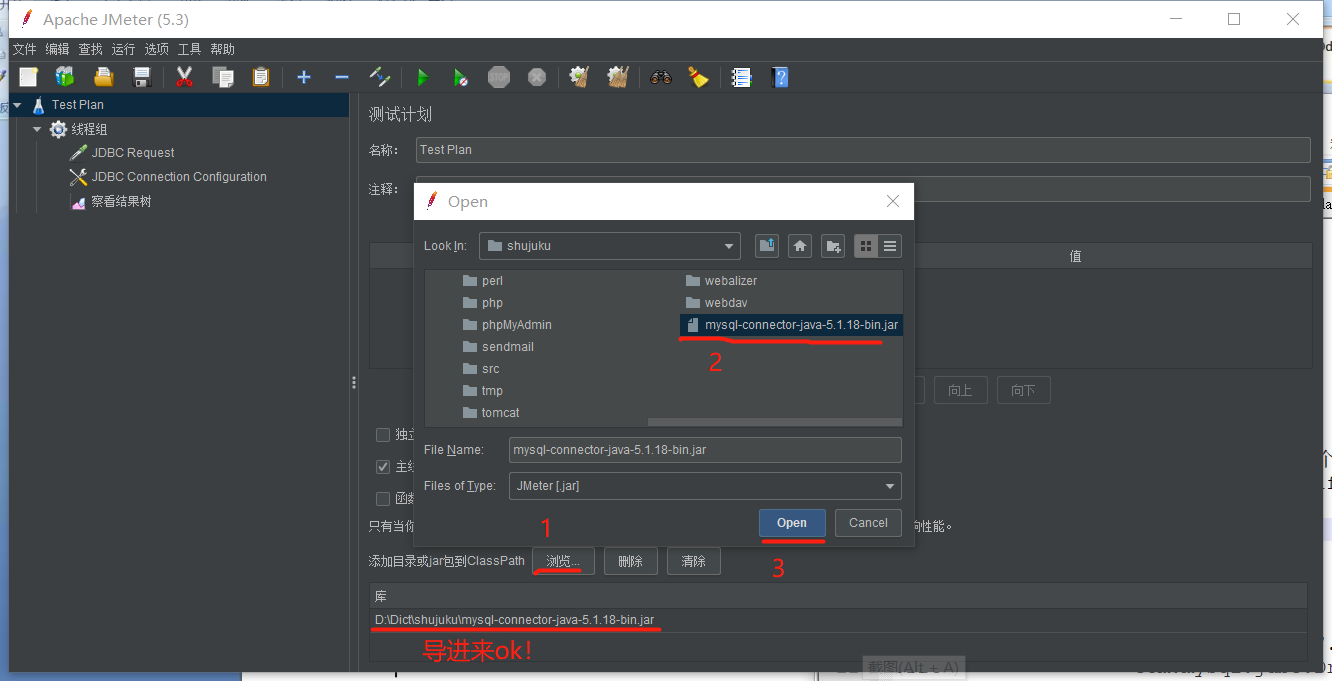 Apache JMeter (5.3)
文件 编辑 查找 运行 选项 工具 帮助
STOP
Test Plan
线程组
JDBC Request
JDBC Connection Configuration
察看结果树
测试计划
名称：
Test Plan
注释：
值
向上
向下
独立
函数
只有当你
性能。
Open
Look In:
shujuku
perl
php
phpMyAdmin
sendmail
src
tmp
tomcat
webalizer
webdav
mysql-connector-java-5.1.18-bin.jar
2
File Name:
mysql-connector-java-5.1.18-bin.jar
Files of Type:
JMeter [.jar]
1
Open
Cancel
3
添加目录或jar包到ClassPath
浏览...
删除
清除
库
D:\Dict\shujuku\mysql-connector-java-5.1.18-bin.jar
导进来ok!
截图(Alt + A)